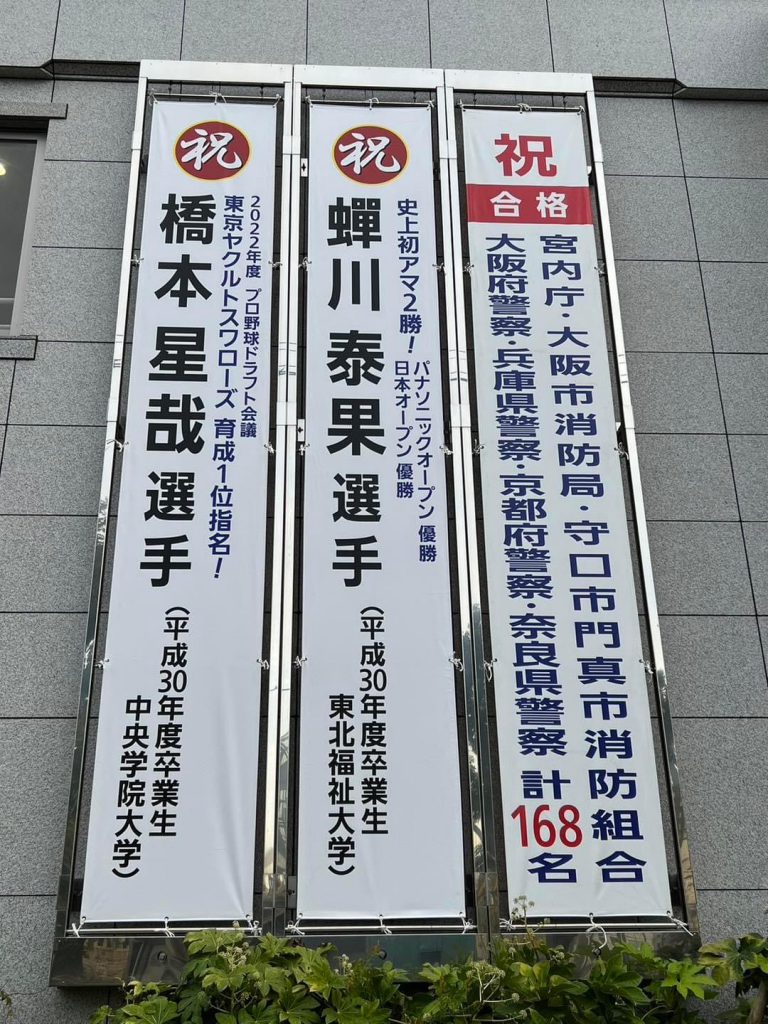 祝
合格
宮内庁・大阪市消防局・守口市門真市消防組合
大阪府警察・兵庫県警察・京都府警察・奈良県警察 計168名
祝
史上初アマ2勝！
パナソニックオープン 優勝
日本オープン 優勝
蟬川 泰果 選手
（平成30年度卒業生
東北福祉大学）
祝
2022年度 プロ野球ドラフト会議
東京ヤクルトスワローズ 育成1位指名！
橋本 星哉 選手
（平成30年度卒業生
中央学院大学）